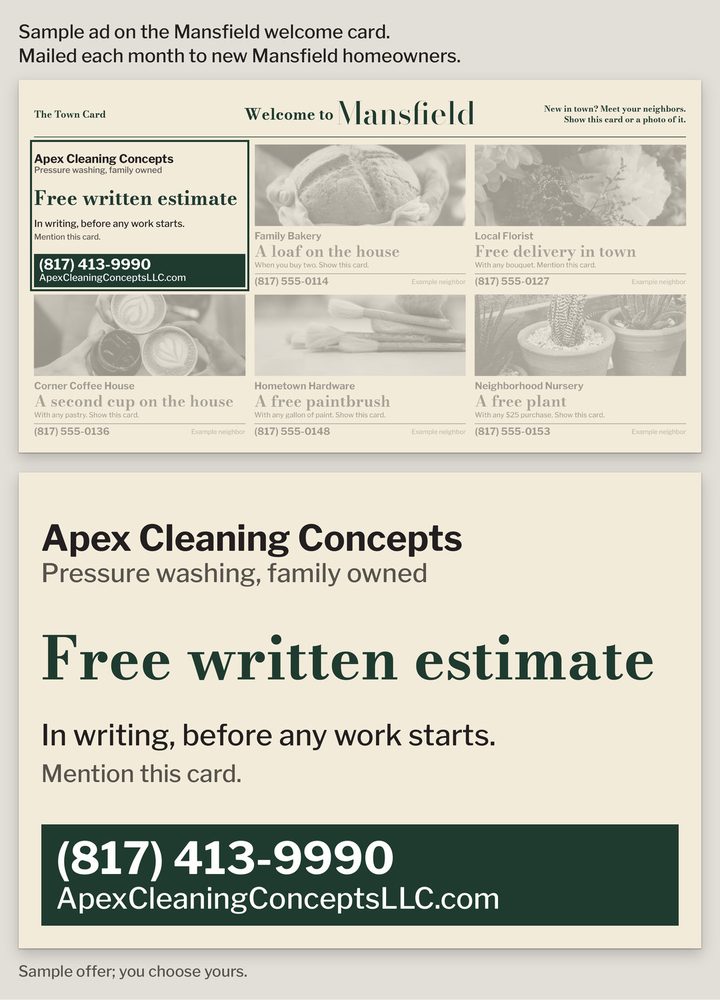 Sample ad on the Mansfield welcome card.
Mailed each month to new Mansfield homeowners.
The Town Card
Welcome to Mansfield
New in town? Meet your neighbors.
Show this card or a photo of it.
Apex Cleaning Concepts
Pressure washing, family owned
Free written estimate
In writing, before any work starts.
Mention this card.
(817) 413-9990
ApexCleaningConceptsLLC.com
Family Bakery
A loaf on the house
When you buy two. Show this card.
(817) 555-0114
Example neighbor
Local Florist
Free delivery in town
With any bouquet. Mention this card.
(817) 555-0127
Example neighbor
Corner Coffee House
A second cup on the house
With any pastry. Show this card.
(817) 555-0136
Example neighbor
Hometown Hardware
A free paintbrush
With any gallon of paint. Show this card.
(817) 555-0148
Example neighbor
Neighborhood Nursery
A free plant
With any $25 purchase. Show this card.
(817) 555-0153
Example neighbor
Apex Cleaning Concepts
Pressure washing, family owned
Free written estimate
In writing, before any work starts.
Mention this card.
(817) 413-9990
ApexCleaningConceptsLLC.com
Sample offer; you choose yours.